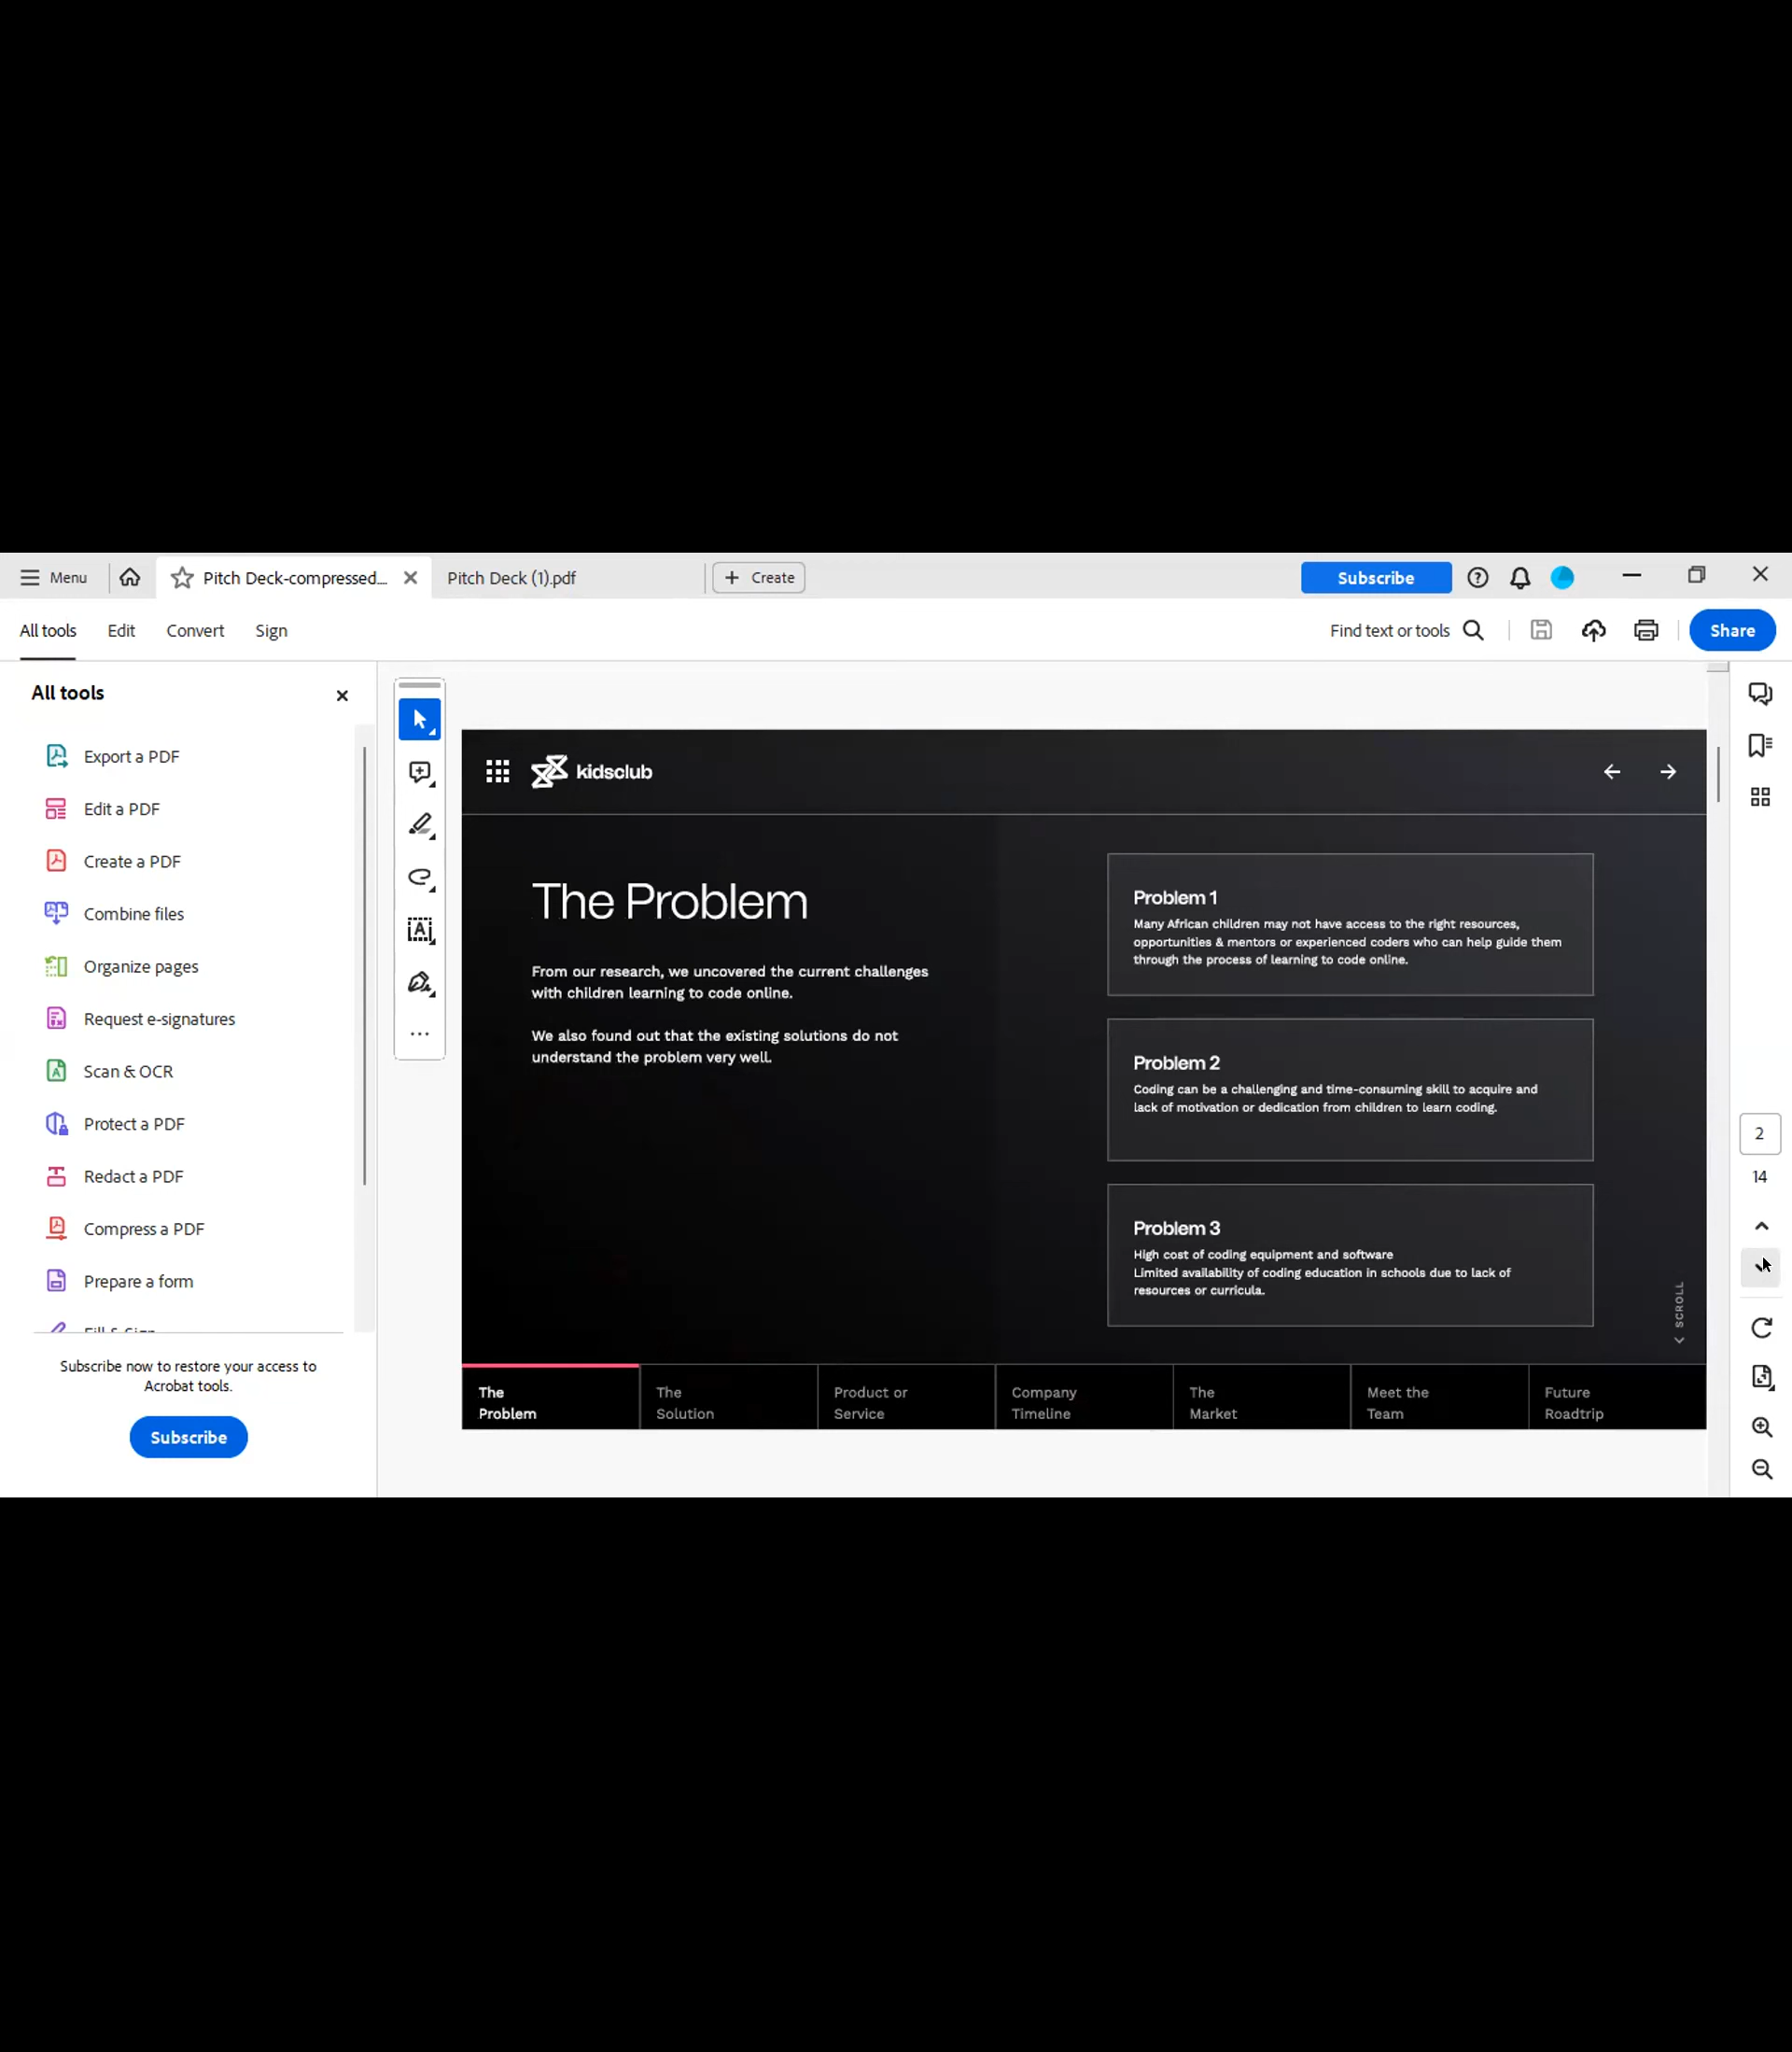 Menu
Pitch Deck-compressed...
Pitch Deck (1).pdf
Create
Subscribe
All tools
Edit
Convert
Sign
Find text or tools
Share
All tools
Export a PDF
Edit a PDF
Create a PDF
Combine files
Organize pages
Request e-signatures
Scan & OCR
Protect a PDF
Redact a PDF
Compress a PDF
Prepare a form
Fill & Sign
Subscribe now to restore your access to
Acrobat tools.
Subscribe
kidsclub
The Problem
From our research, we uncovered the current challenges
with children learning to code online.
We also found out that the existing solutions do not
understand the problem very well.
Problem 1
Many African children may not have access to the right resources,
opportunities & mentors or experienced coders who can help guide them
through the process of learning to code online.
Problem 2
Coding can be a challenging and time-consuming skill to acquire and
lack of motivation or dedication from children to learn coding.
Problem 3
High cost of coding equipment and software
Limited availability of coding education in schools due to lack of
resources or curricula.
SCROLL
The
Problem
The
Solution
Product or
Service
Company
Timeline
The
Market
Meet the
Team
Future
Roadtrip
2
14